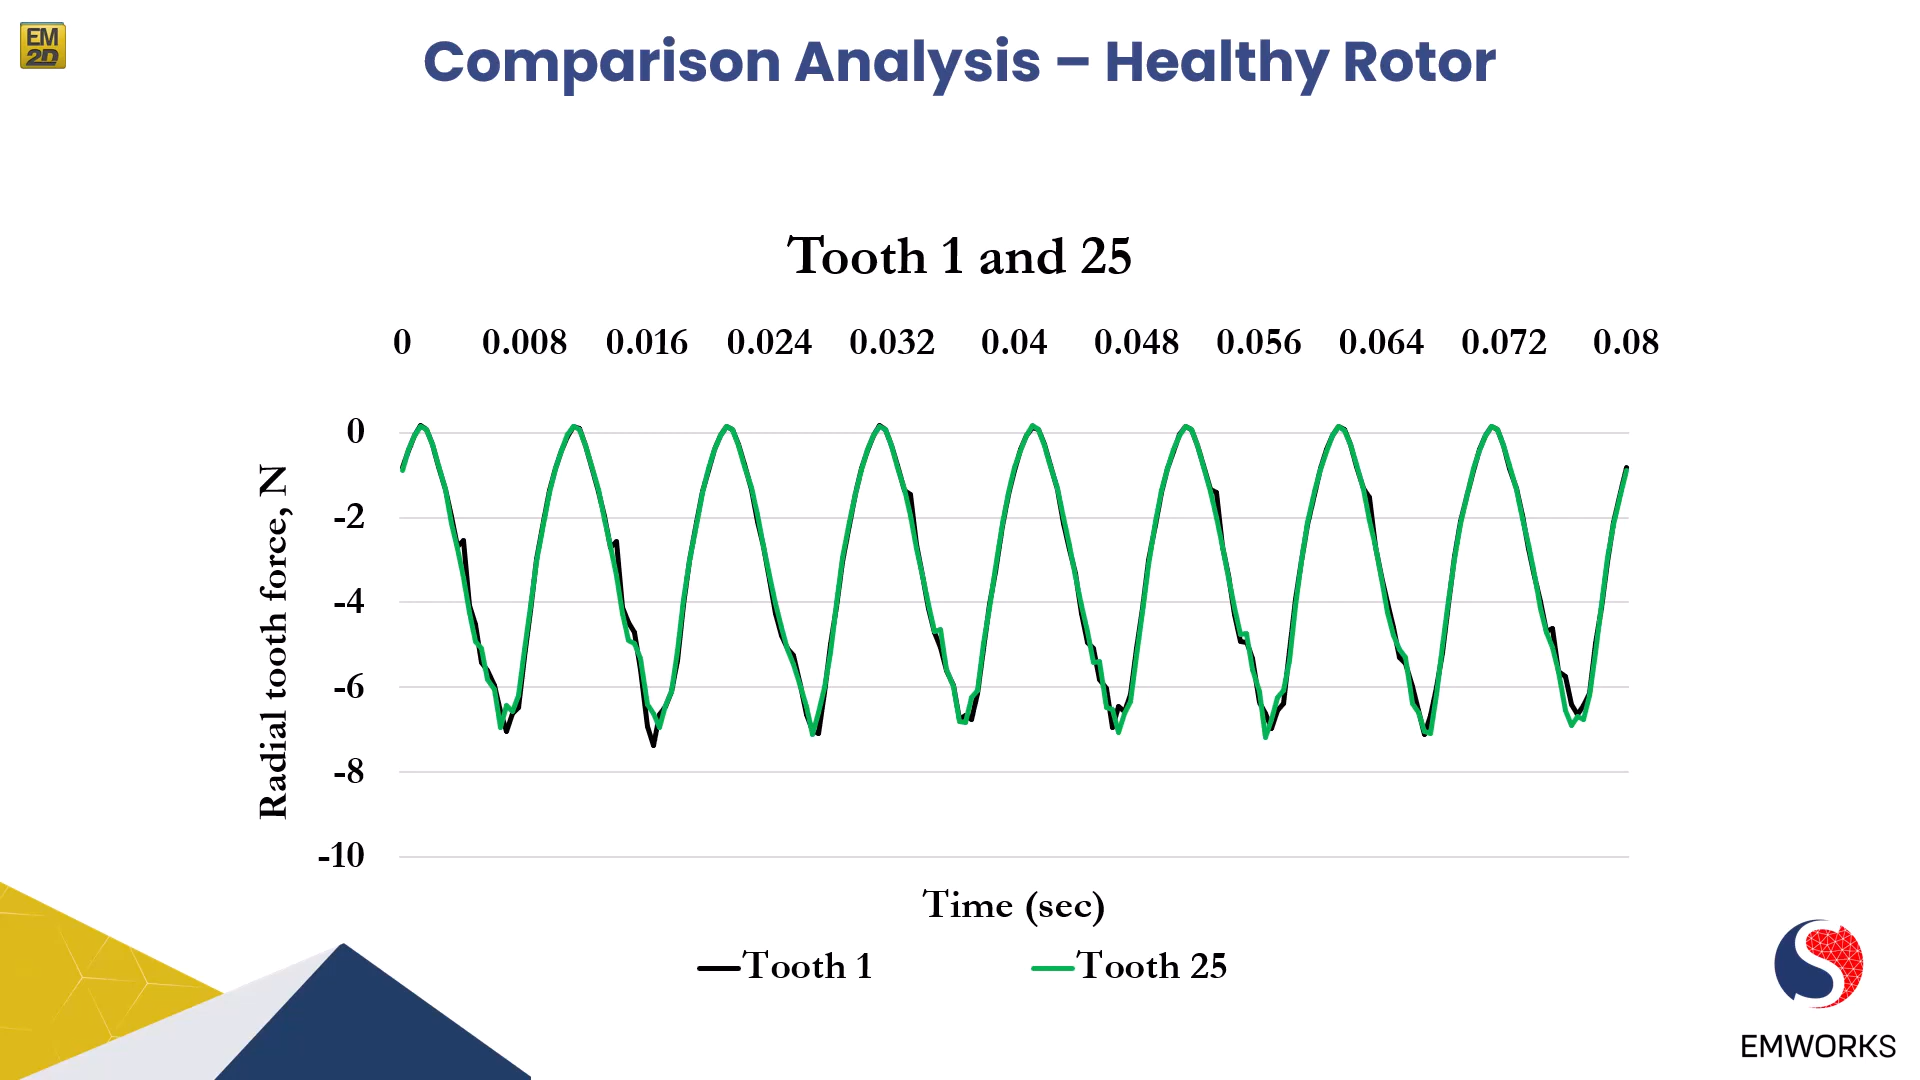 EM
2D
Comparison Analysis – Healthy Rotor
Tooth 1 and 25
0 0.008 0.016 0.024 0.032 0.04 0.048 0.056 0.064 0.072 0.08
0
-2
-4
-6
-8
-10
Radial tooth force, N
Time (sec)
Tooth 1 Tooth 25
EMWORKS